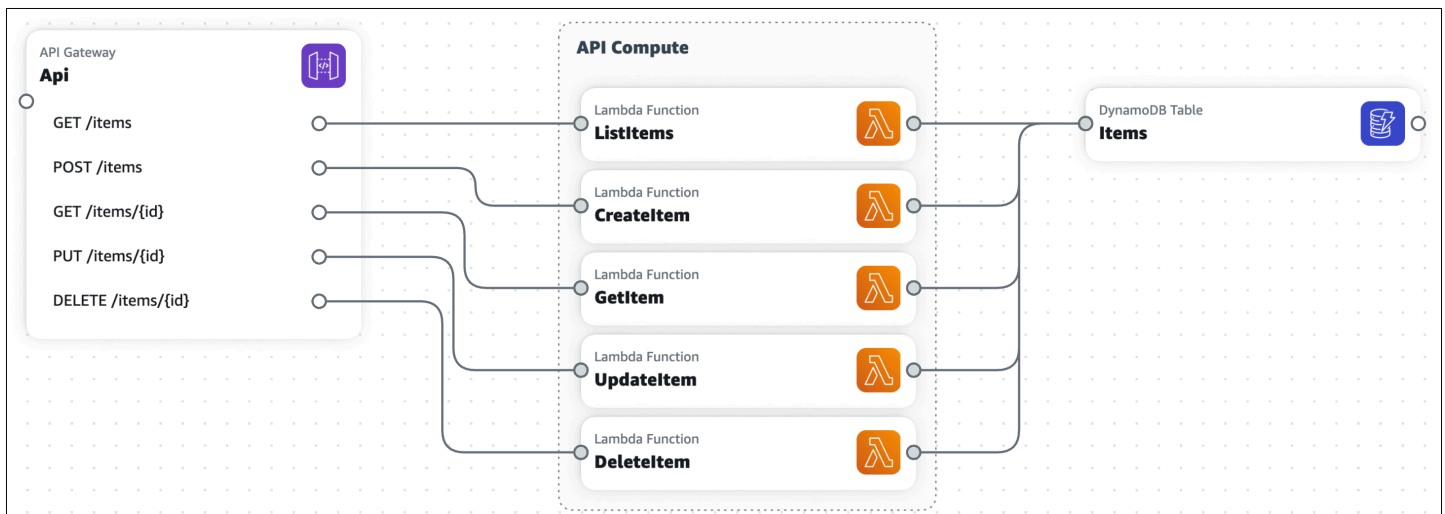 API Gateway
Api
GET /items
POST /items
GET /items/{id}
PUT /items/{id}
DELETE /items/{id}
API Compute
Lambda Function
ListItems
Lambda Function
CreateItem
Lambda Function
GetItem
Lambda Function
UpdateItem
Lambda Function
DeleteItem
DynamoDB Table
Items